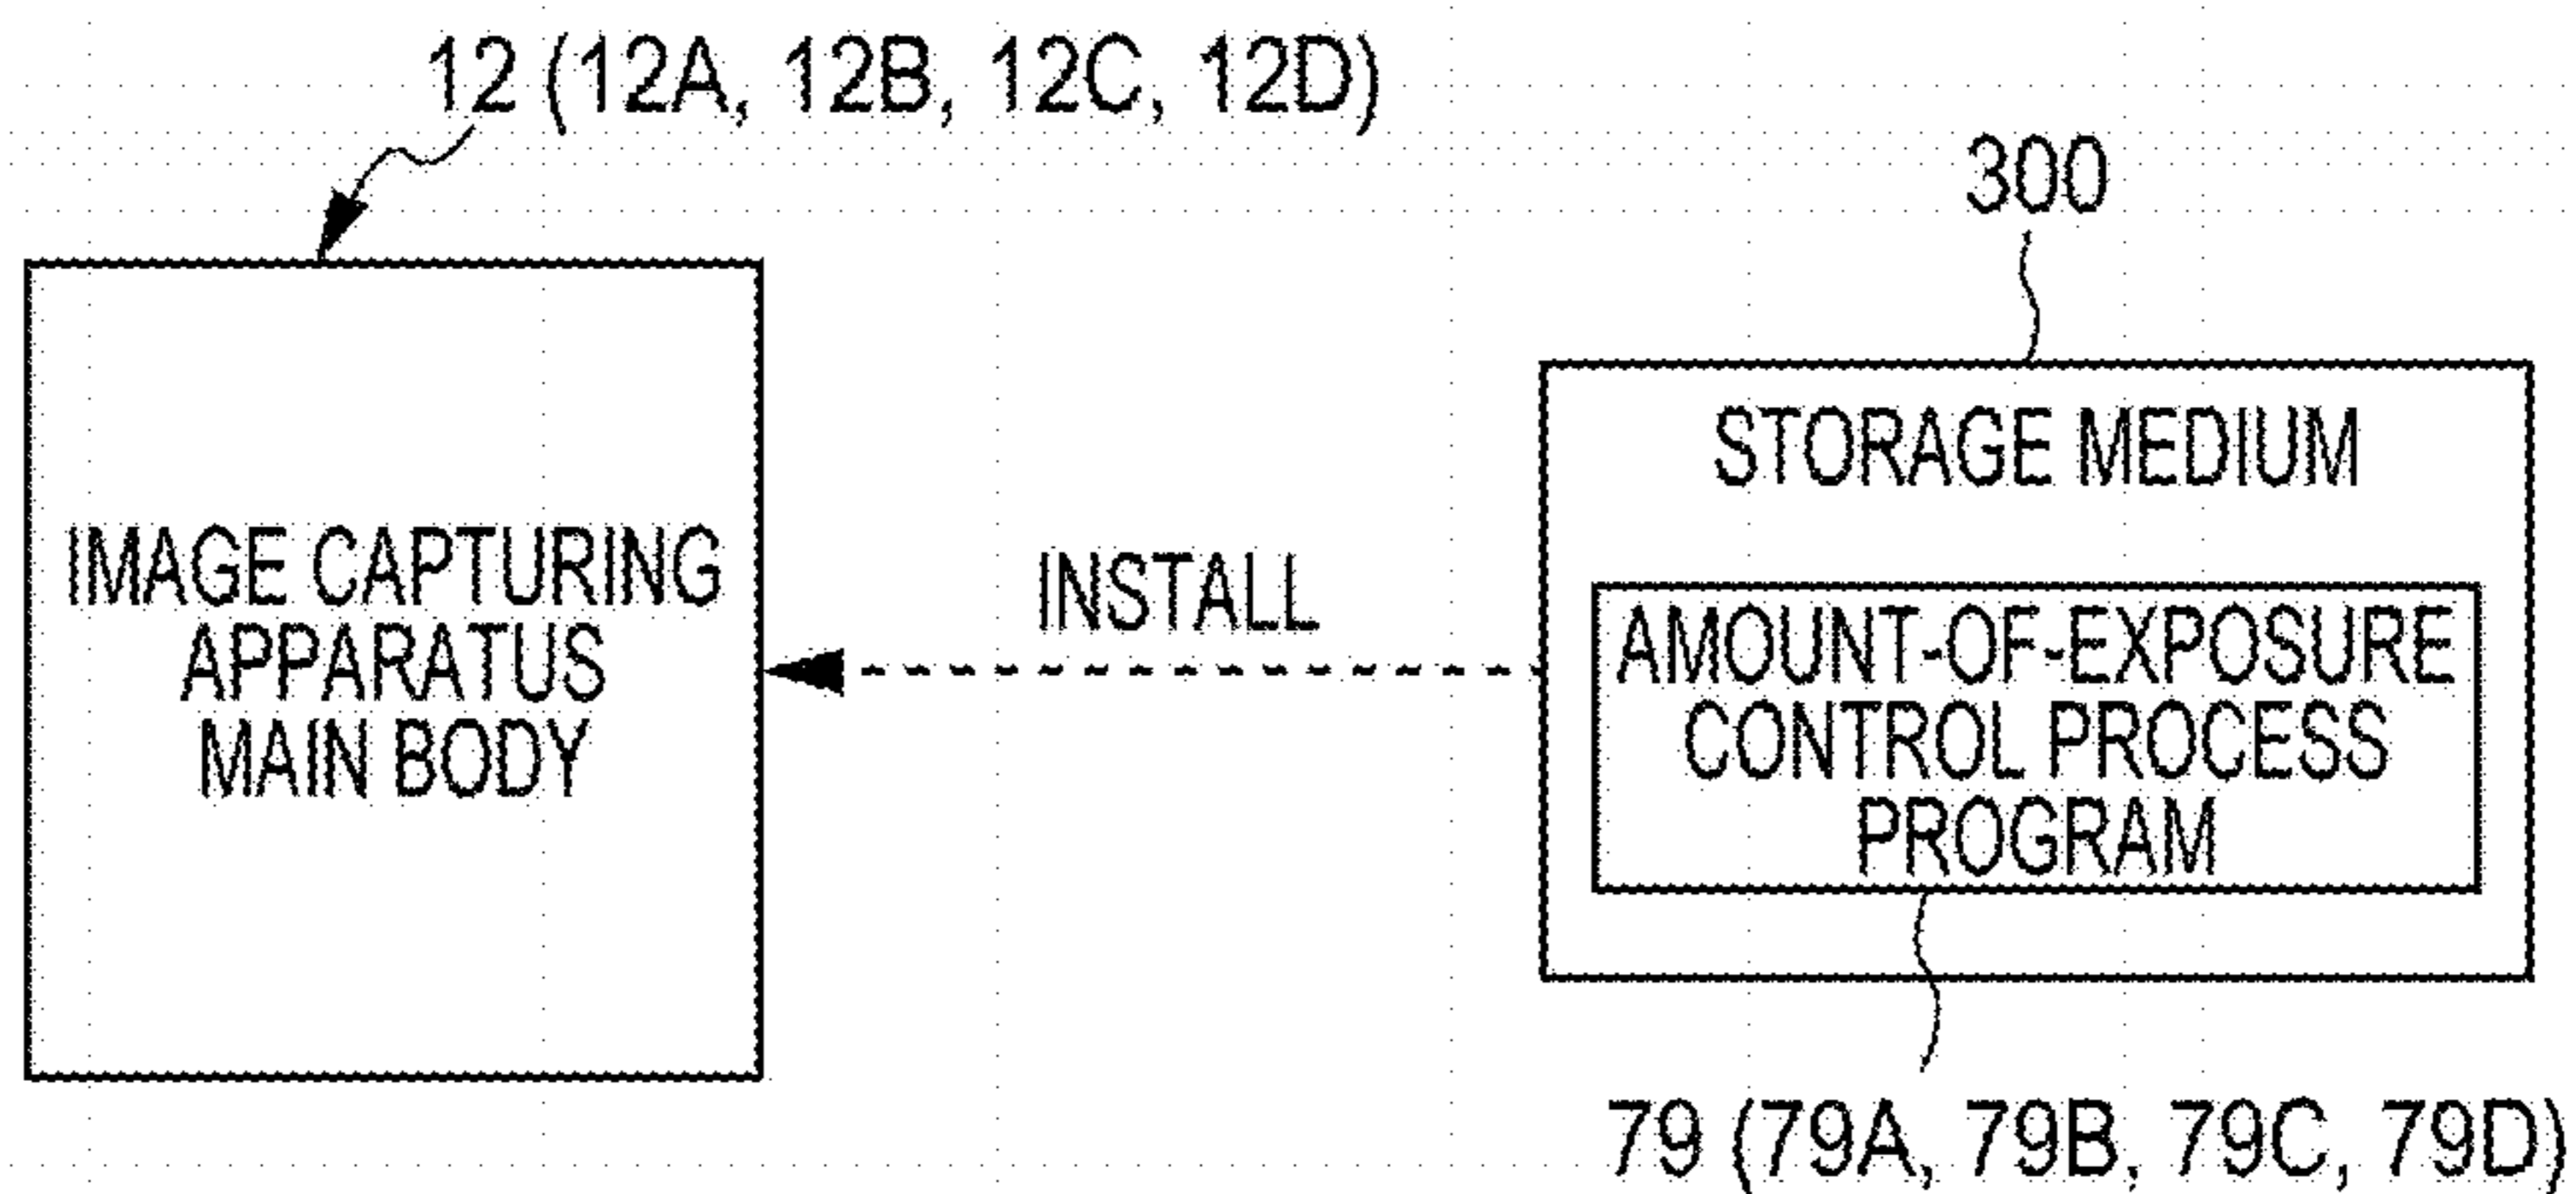 12 (12A, 12B, 12C, 12D)
300
STORAGE MEDIUM
IMAGE CAPTURING
APPARATUS
MAIN BODY
INSTALL
AMOUNT-OF-EXPOSURE
CONTROL PROCESS
PROGRAM
79 (79A, 79B, 79C, 79D)